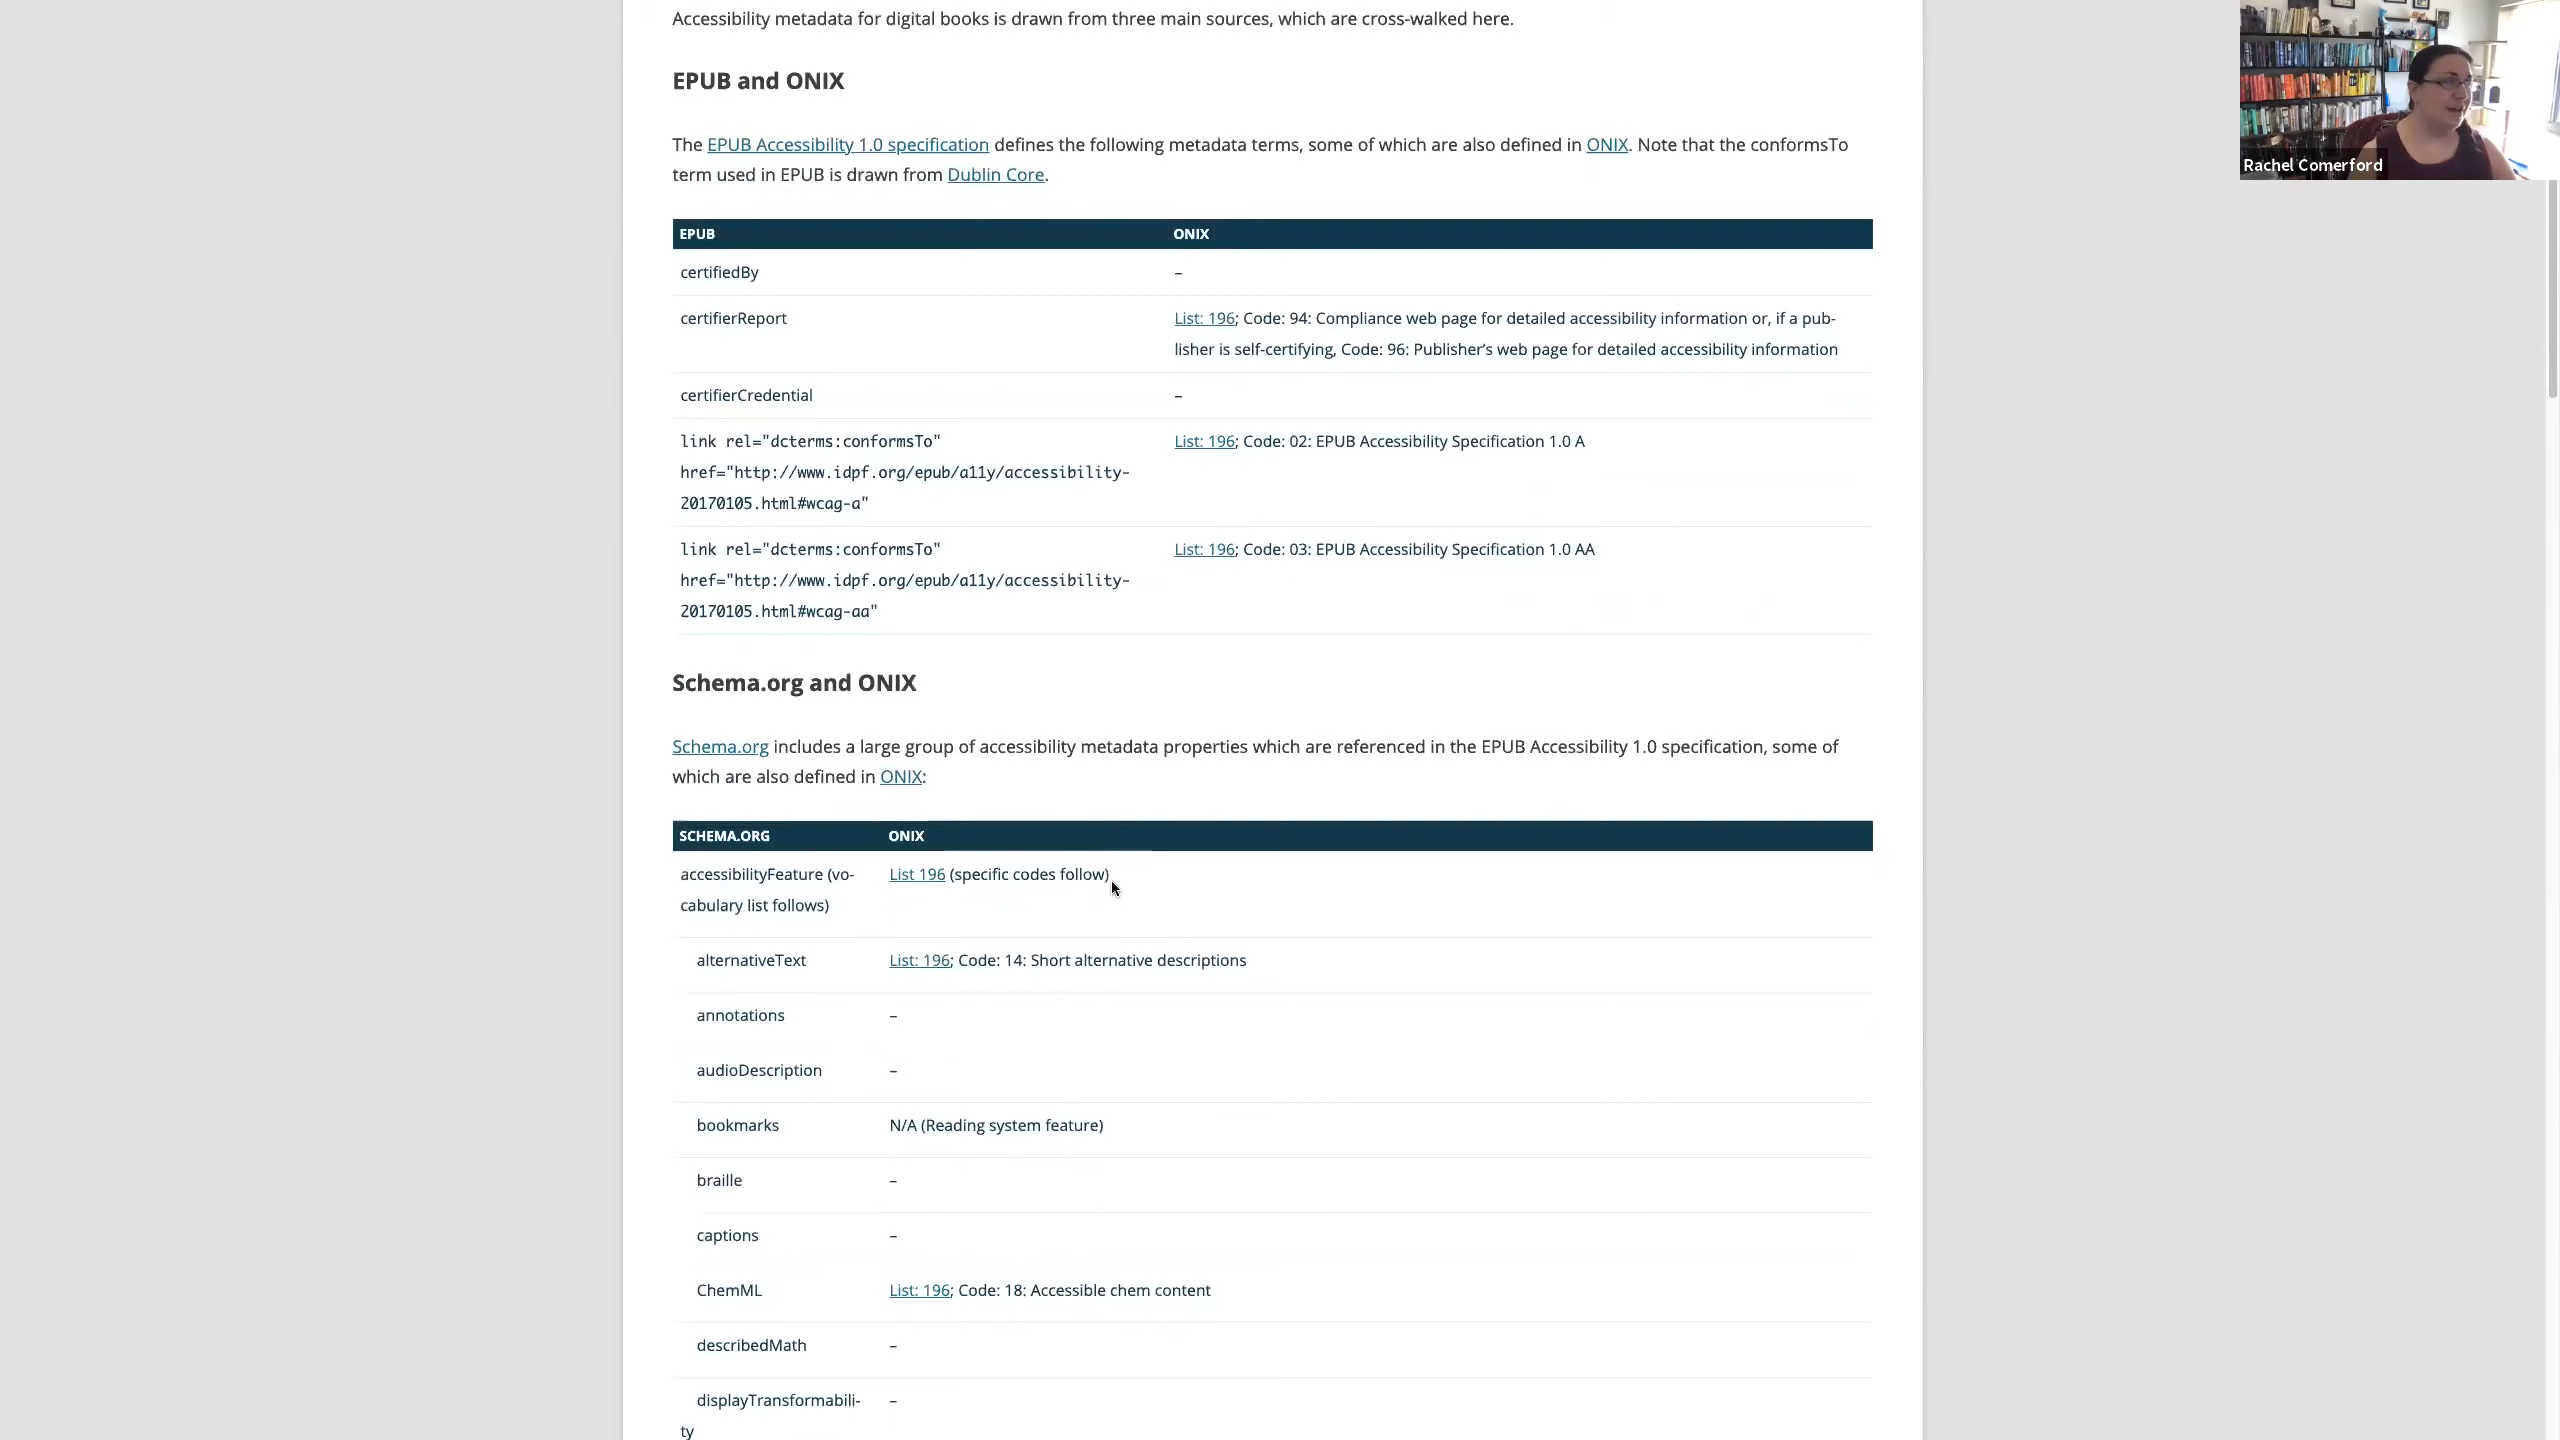 Accessibility metadata for digital books is drawn from three main sources, which are cross-walked here.
EPUB and ONIX
The EPUB Accessibility 1.0 specification defines the following metadata terms, some of which are also defined in ONIX. Note that the conformsTo
term used in EPUB is drawn from Dublin Core.
EPUB ONIX
certifiedBy –
certifierReport List: 196; Code: 94: Compliance web page for detailed accessibility information or, if a pub-
lisher is self-certifying, Code: 96: Publisher’s web page for detailed accessibility information
certifierCredential –
link rel="dcterms:conformsTo" List: 196; Code: 02: EPUB Accessibility Specification 1.0 A
href="http://www.idpf.org/epub/a11y/accessibility-
20170105.html#wcag-a"
link rel="dcterms:conformsTo" List: 196; Code: 03: EPUB Accessibility Specification 1.0 AA
href="http://www.idpf.org/epub/a11y/accessibility-
20170105.html#wcag-aa"
Schema.org and ONIX
Schema.org includes a large group of accessibility metadata properties which are referenced in the EPUB Accessibility 1.0 specification, some of
which are also defined in ONIX:
SCHEMA.ORG ONIX
accessibilityFeature (vo- List 196 (specific codes follow)
cabulary list follows)
alternativeText List: 196; Code: 14: Short alternative descriptions
annotations –
audioDescription –
bookmarks N/A (Reading system feature)
braille –
captions –
ChemML List: 196; Code: 18: Accessible chem content
describedMath –
displayTransformabili- –
ty
Rachel Comerford